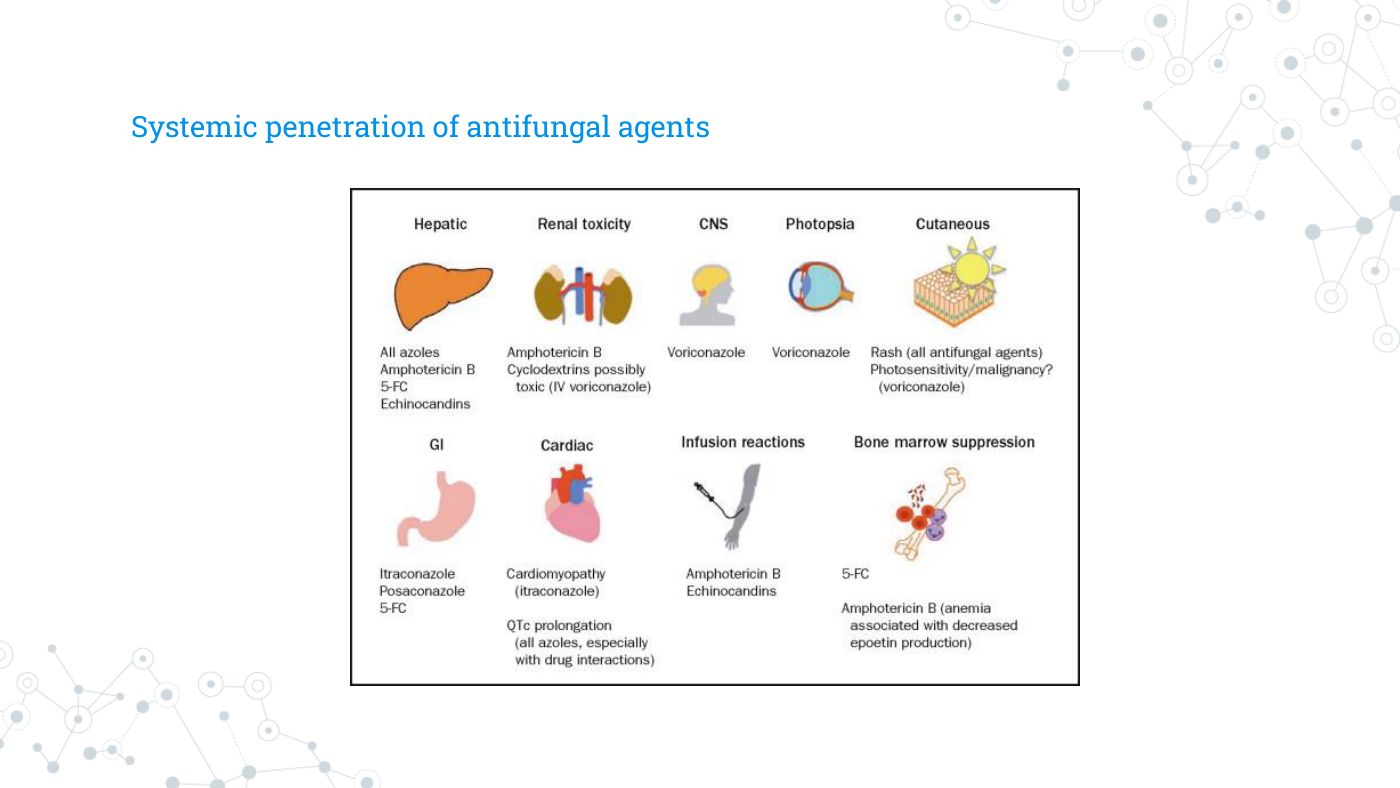 Systemic penetration of antifungal agents
Hepatic
All azoles
Amphotericin B
5-FC
Echinocandins
Renal toxicity
Amphotericin B
Cyclodextrins possibly
toxic (IV voriconazole)
CNS
Voriconazole
Photopsia
Voriconazole
Cutaneous
Rash (all antifungal agents)
Photosensitivity/malignancy?
(voriconazole)
GI
Itraconazole
Posaconazole
5-FC
Cardiac
Cardiomyopathy
(itraconazole)
QTc prolongation
(all azoles, especially
with drug interactions)
Infusion reactions
Amphotericin B
Echinocandins
Bone marrow suppression
5-FC
Amphotericin B (anemia
associated with decreased
epoetin production)